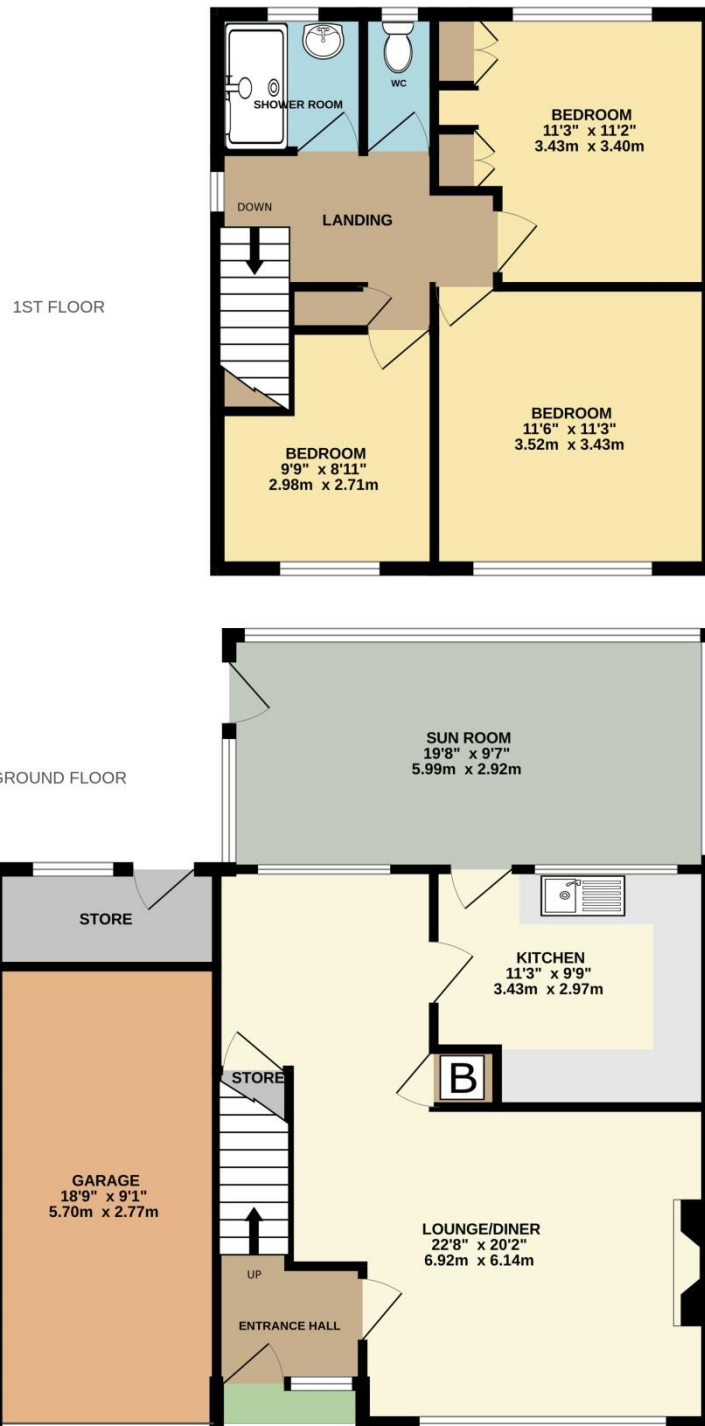 SHOWER ROOM
WC
BEDROOM
11'3" x 11'2"
3.43m x 3.40m
DOWN
LANDING
1ST FLOOR
BEDROOM
11'6" x 11'3"
3.52m x 3.43m
BEDROOM
9'9" x 8'11"
2.98m x 2.71m
SUN ROOM
19'8" x 9'7"
5.99m x 2.92m
GROUND FLOOR
STORE
KITCHEN
11'3" x 9'9"
3.43m x 2.97m
STORE
B
GARAGE
18'9" x 9'1"
5.70m x 2.77m
LOUNGE/DINER
22'8" x 20'2"
6.92m x 6.14m
UP
ENTRANCE HALL